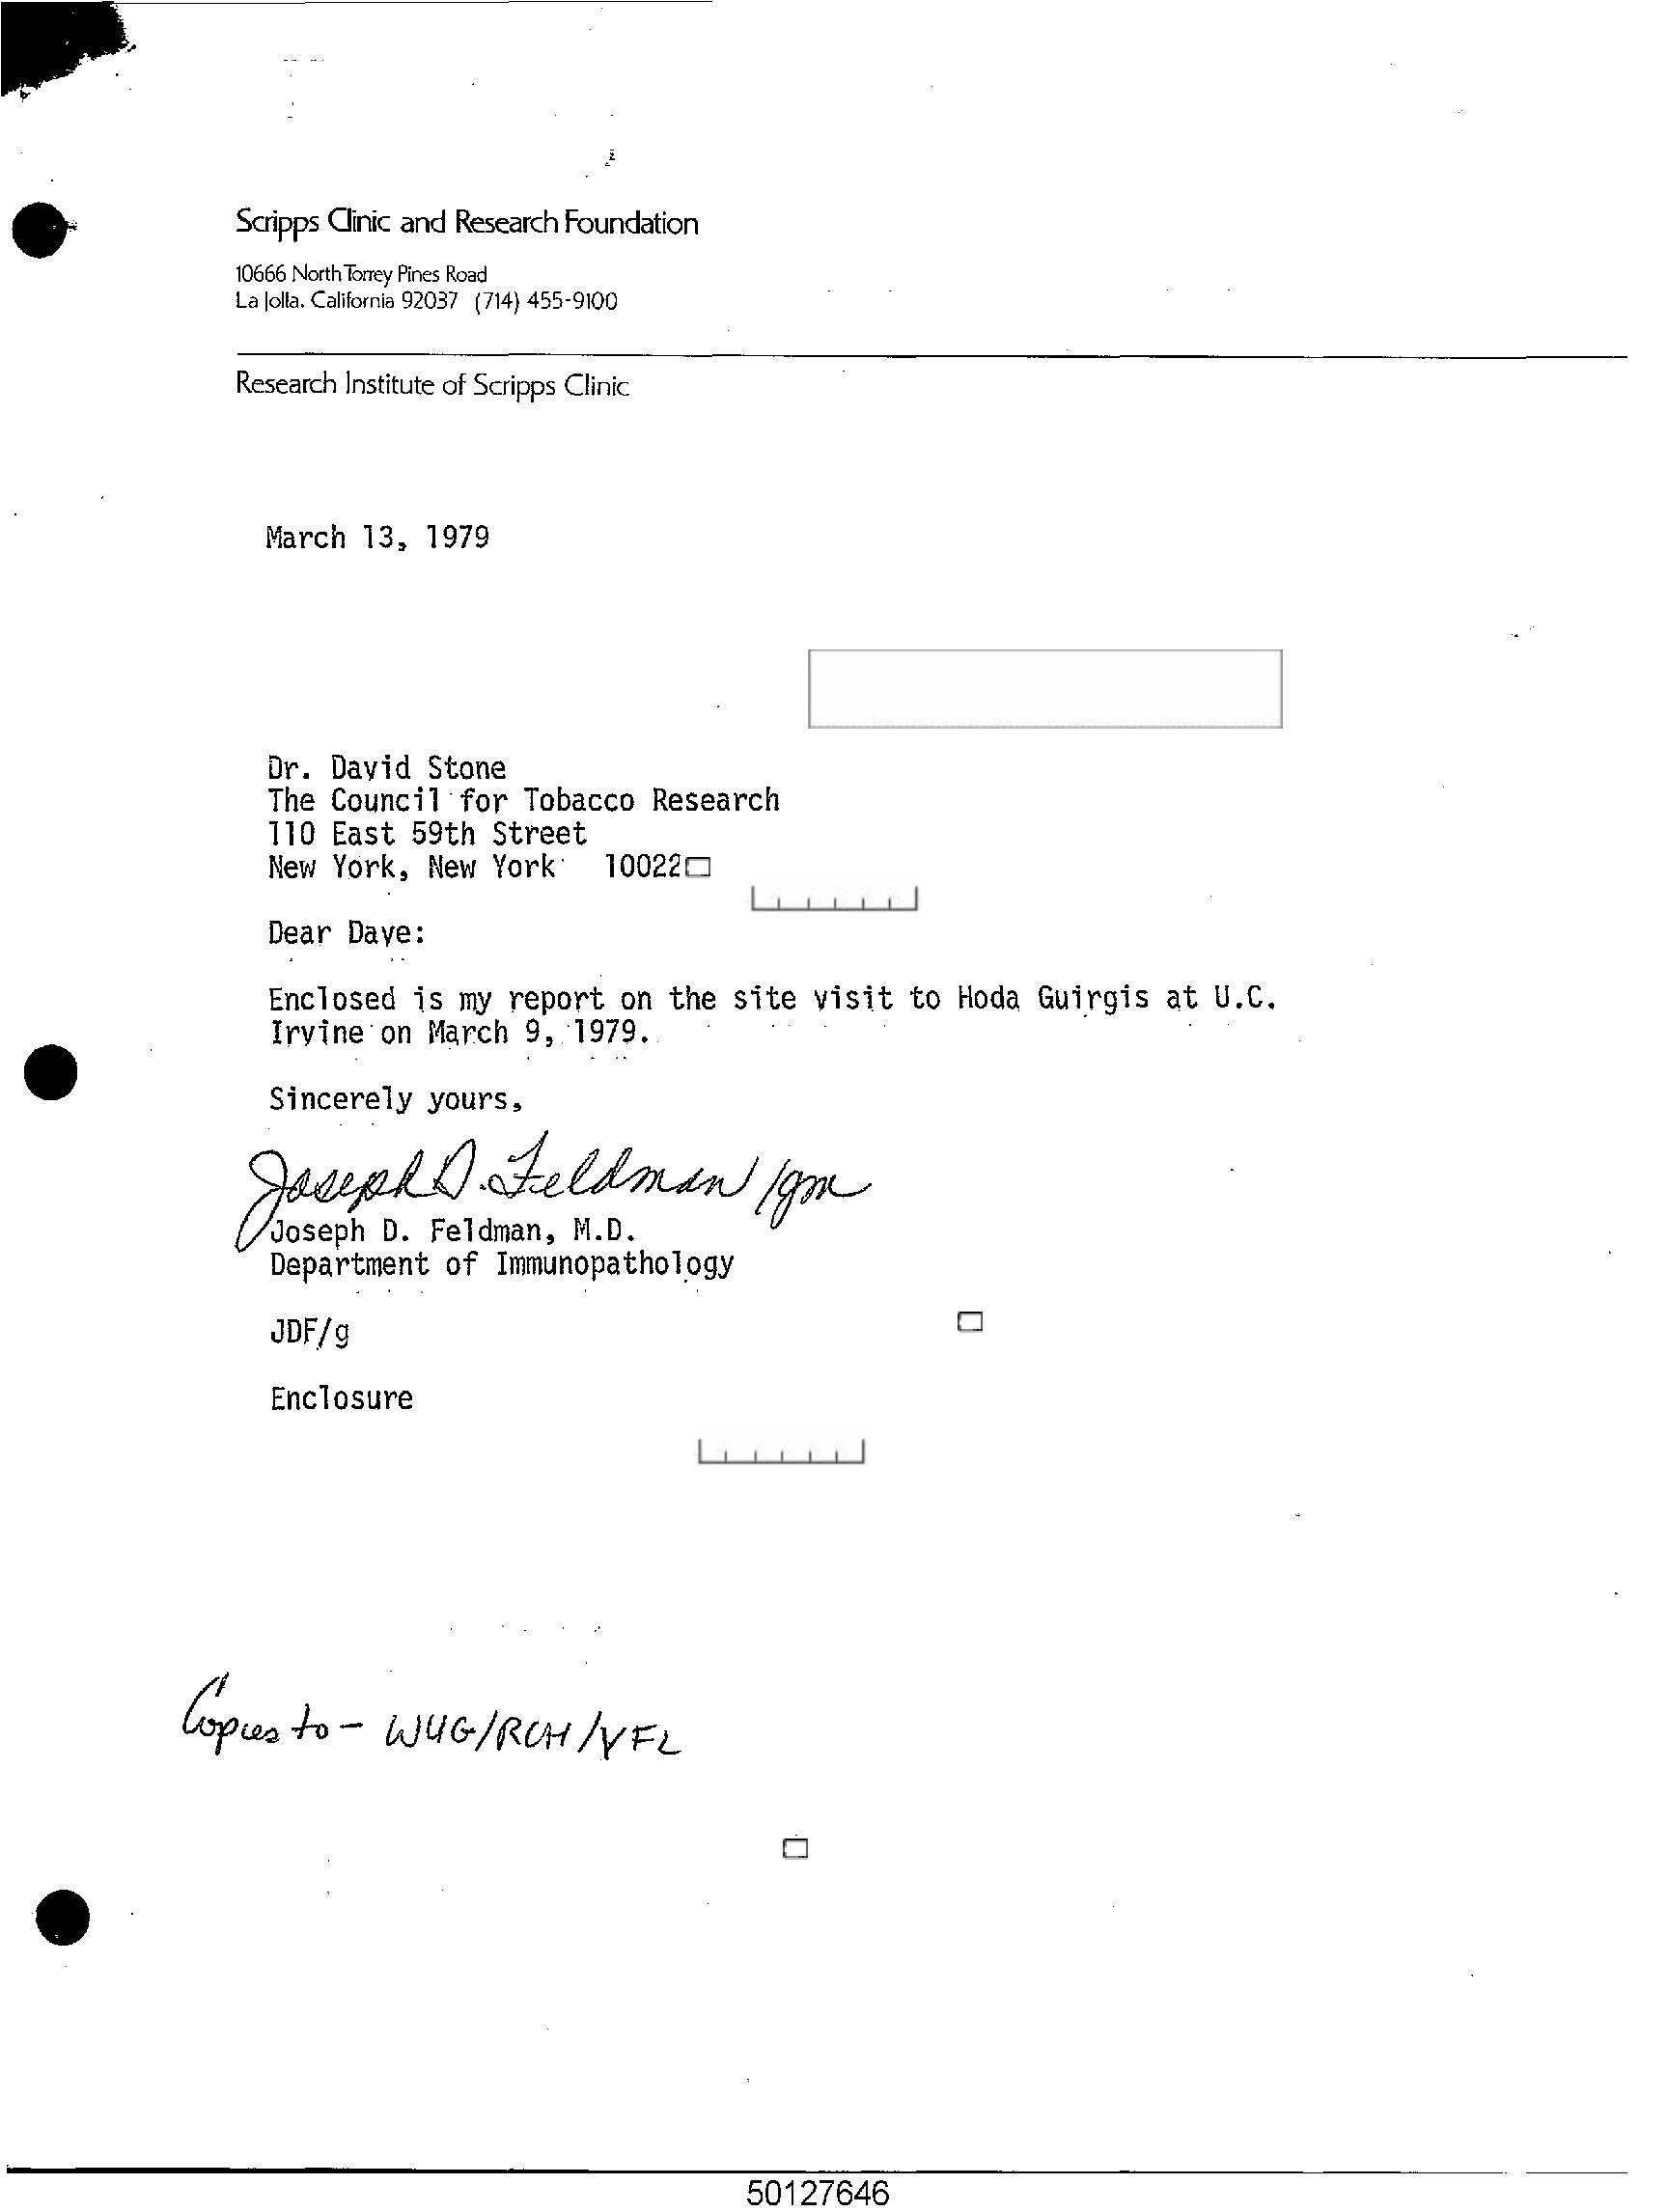 Scripps Clinic and Research Foundation
10666 North Torrey Pines Road
La Jolla, California 92037 (714) 455-9100
Research Institute of Scripps Clinic
March 13, 1979
Dr. David Stone
The Council for Tobacco Research
110 East 59th Street
New York, New York 10022
Dear Dave:
Enclosed is my report on the site visit to Hoda Guirgis at U.C.
Irvine on March 9, 1979.
Sincerely yours,
Joseph D. Feldman/gm
Joseph D. Feldman, M.D.
Department of Immunopathology
JDF/g
Enclosure
Copies to - WUG/RCH/VFL
50127646